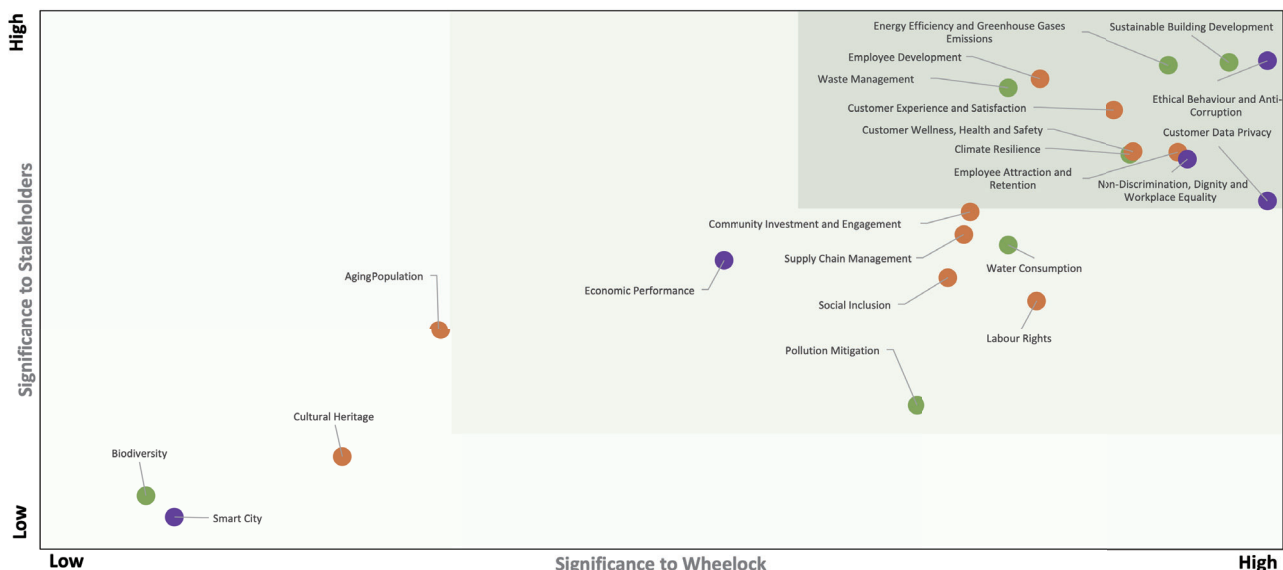 High
Significance to Stakeholders
Low
Energy Efficiency and Greenhouse Gases
Emissions
Sustainable Building Development
Employee Development
Waste Management
Ethical Behaviour and Anti-
Corruption
Customer Experience and Satisfaction
Customer Wellness, Health and Safety
Customer Data Privacy
Climate Resilience
Employee Attraction and
Retention
Non-Discrimination, Dignity and
Workplace Equality
Community Investment and Engagement
Supply Chain Management
Water Consumption
AgingPopulation
Economic Performance
Social Inclusion
Labour Rights
Pollution Mitigation
Cultural Heritage
Biodiversity
Smart City
Low
Significance to Wheelock
High